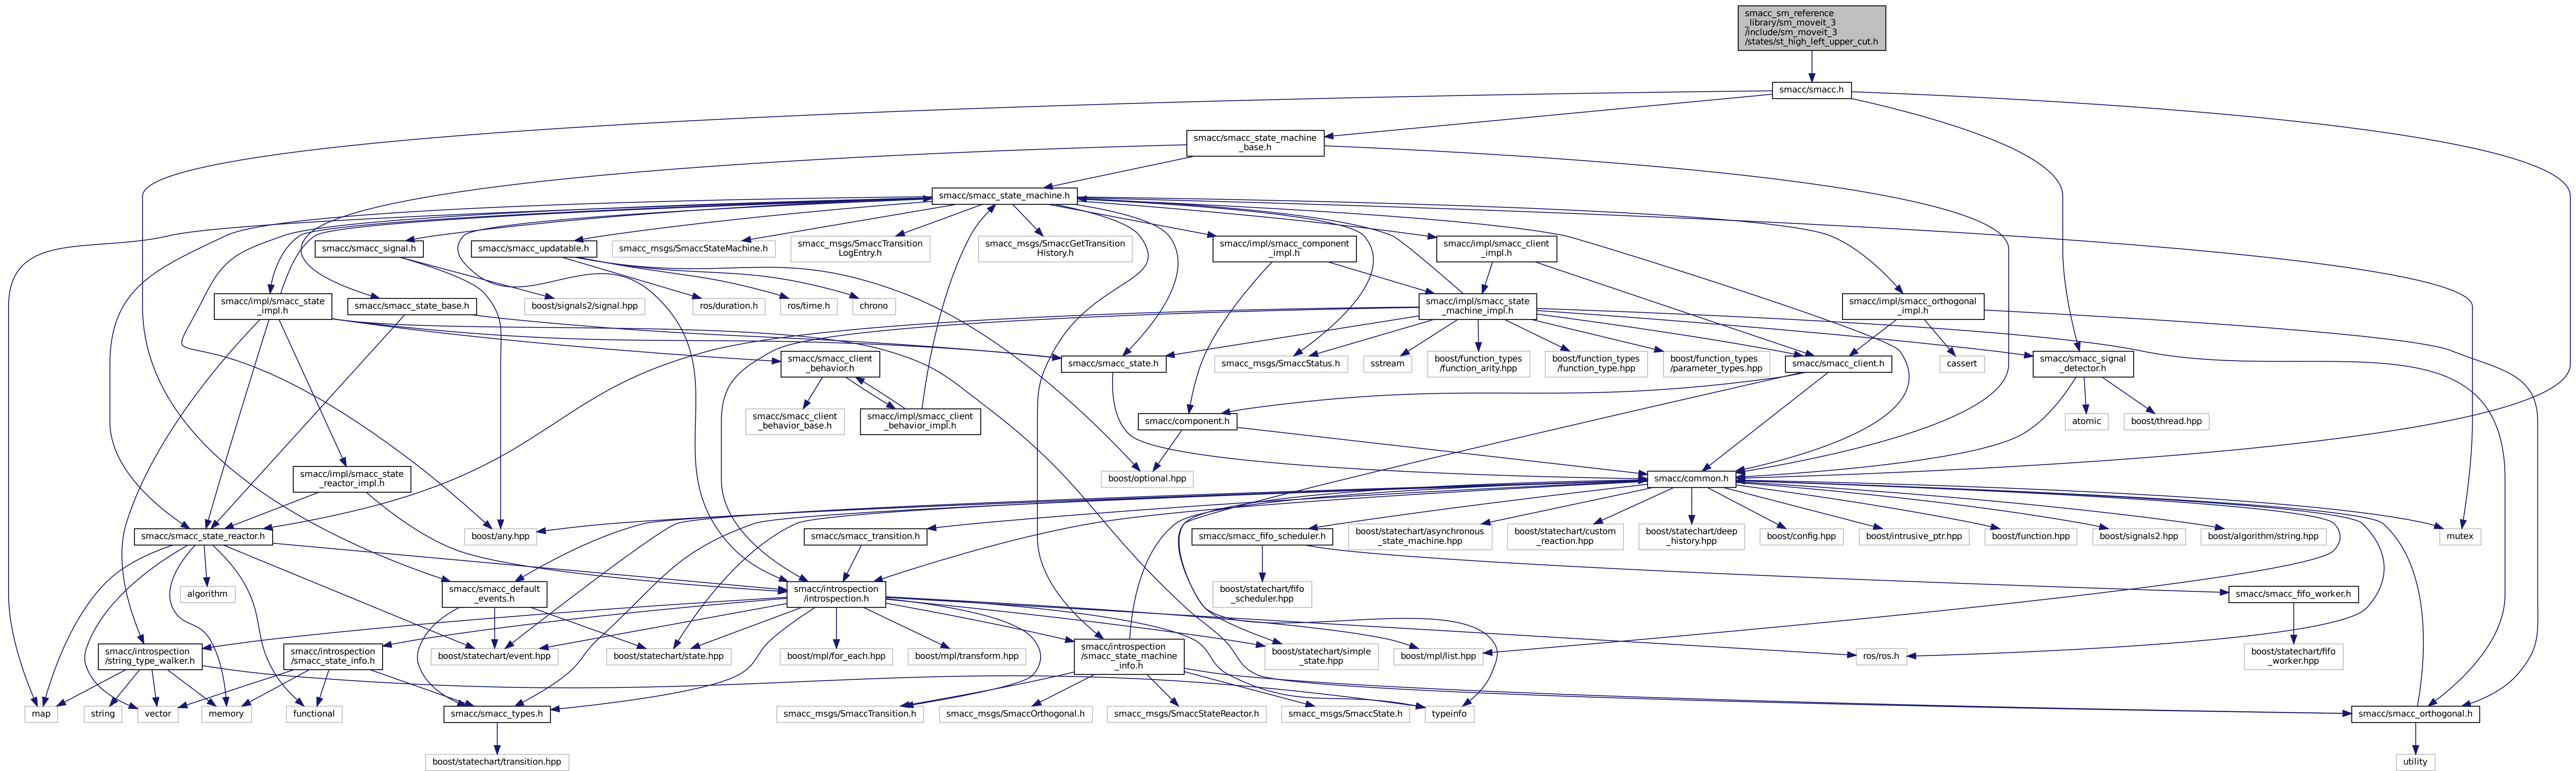 smacc_sm_reference
_library/sm_moveit_3
/include/sm_moveit_3
/states/st_high_left_upper_cut.h
smacc/smacc.h
smacc/smacc_state_machine
_base.h
smacc/smacc_state_machine.h
smacc/smacc_signal.h
smacc/smacc_updatable.h
smacc_msgs/SmaccStateMachine.h
smacc_msgs/SmaccTransition
LogEntry.h
smacc_msgs/SmaccGetTransition
History.h
smacc/impl/smacc_component
_impl.h
smacc/impl/smacc_client
_impl.h
smacc/impl/smacc_state
_impl.h
smacc/smacc_state_base.h
boost/signals2/signal.hpp
ros/duration.h
ros/time.h
chrono
smacc/impl/smacc_state
_machine_impl.h
smacc/impl/smacc_orthogonal
_impl.h
smacc/smacc_client
_behavior.h
smacc/smacc_state.h
smacc_msgs/SmaccStatus.h
sstream
boost/function_types
/function_arity.hpp
boost/function_types
/function_type.hpp
boost/function_types
/parameter_types.hpp
smacc/smacc_client.h
cassert
smacc/smacc_signal
_detector.h
smacc/smacc_client
_behavior_base.h
smacc/impl/smacc_client
_behavior_impl.h
smacc/component.h
atomic
boost/thread.hpp
smacc/impl/smacc_state
_reactor_impl.h
boost/optional.hpp
smacc/common.h
smacc/smacc_state_reactor.h
boost/any.hpp
smacc/smacc_transition.h
smacc/smacc_fifo_scheduler.h
boost/statechart/asynchronous
_state_machine.hpp
boost/statechart/custom
_reaction.hpp
boost/statechart/deep
_history.hpp
boost/config.hpp
boost/intrusive_ptr.hpp
boost/function.hpp
boost/signals2.hpp
boost/algorithm/string.hpp
mutex
algorithm
smacc/smacc_default
_events.h
smacc/introspection
/introspection.h
boost/statechart/fifo
_scheduler.hpp
smacc/smacc_fifo_worker.h
smacc/introspection
/string_type_walker.h
smacc/introspection
/smacc_state_info.h
boost/statechart/event.hpp
boost/statechart/state.hpp
boost/mpl/for_each.hpp
boost/mpl/transform.hpp
smacc/introspection
/smacc_state_machine
_info.h
boost/statechart/simple
_state.hpp
boost/mpl/list.hpp
ros/ros.h
boost/statechart/fifo
_worker.hpp
map
string
vector
memory
functional
smacc/smacc_types.h
smacc_msgs/SmaccTransition.h
smacc_msgs/SmaccOrthogonal.h
smacc_msgs/SmaccStateReactor.h
smacc_msgs/SmaccState.h
typeinfo
smacc/smacc_orthogonal.h
boost/statechart/transition.hpp
utility